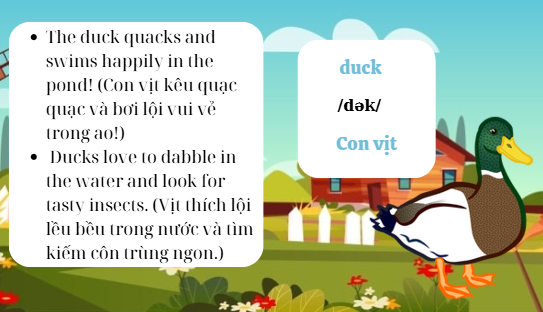 • The duck quacks and
swims happily in the
pond! (Con vịt kêu quạc
quạc và bơi lội vui vẻ
trong ao!)
• Ducks love to dabble in
the water and look for
tasty insects. (Vịt thích lội
lều bều trong nước và tìm
kiếm côn trùng ngon.)
duck
/dək/
Con vịt